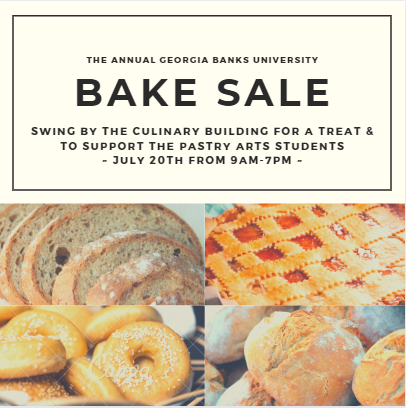 THE ANNUAL GEORGIA BANKS UNIVERSITY
BAKE SALE
SWING BY THE CULINARY BUILDING FOR A TREAT &
TO SUPPORT THE PASTRY ARTS STUDENTS
~ JULY 20TH FROM 9AM-7PM ~
Canva